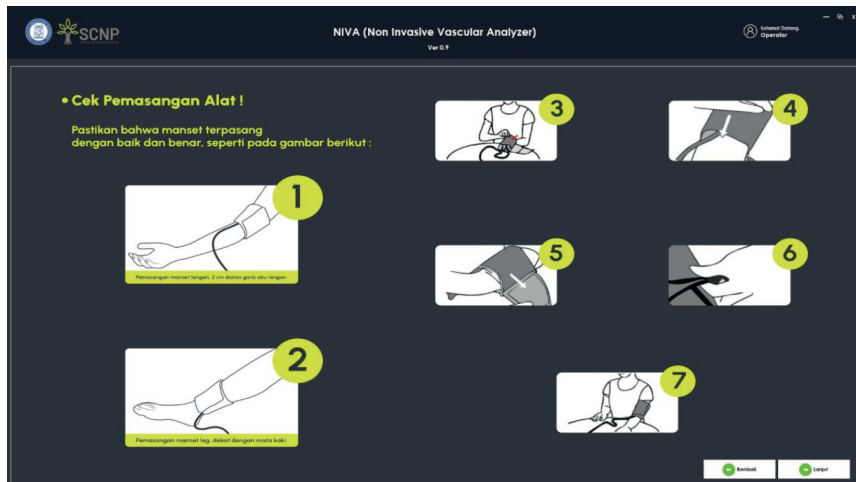 SCNP
NIVA (Non Invasive Vascular Analyzer)
Ver 0.9
Selamat Datang,
Operator
• Cek Pemasangan Alat !
Pastikan bahwa manset terpasang
dengan baik dan benar, seperti pada gambar berikut :
1
Pemasangan manset lengan, 2 cm diatas garis siku lengan.
2
Pemasangan manset leg, dekat dengan mata kaki.
3
4
5
6
7
Kembali
Lanjut